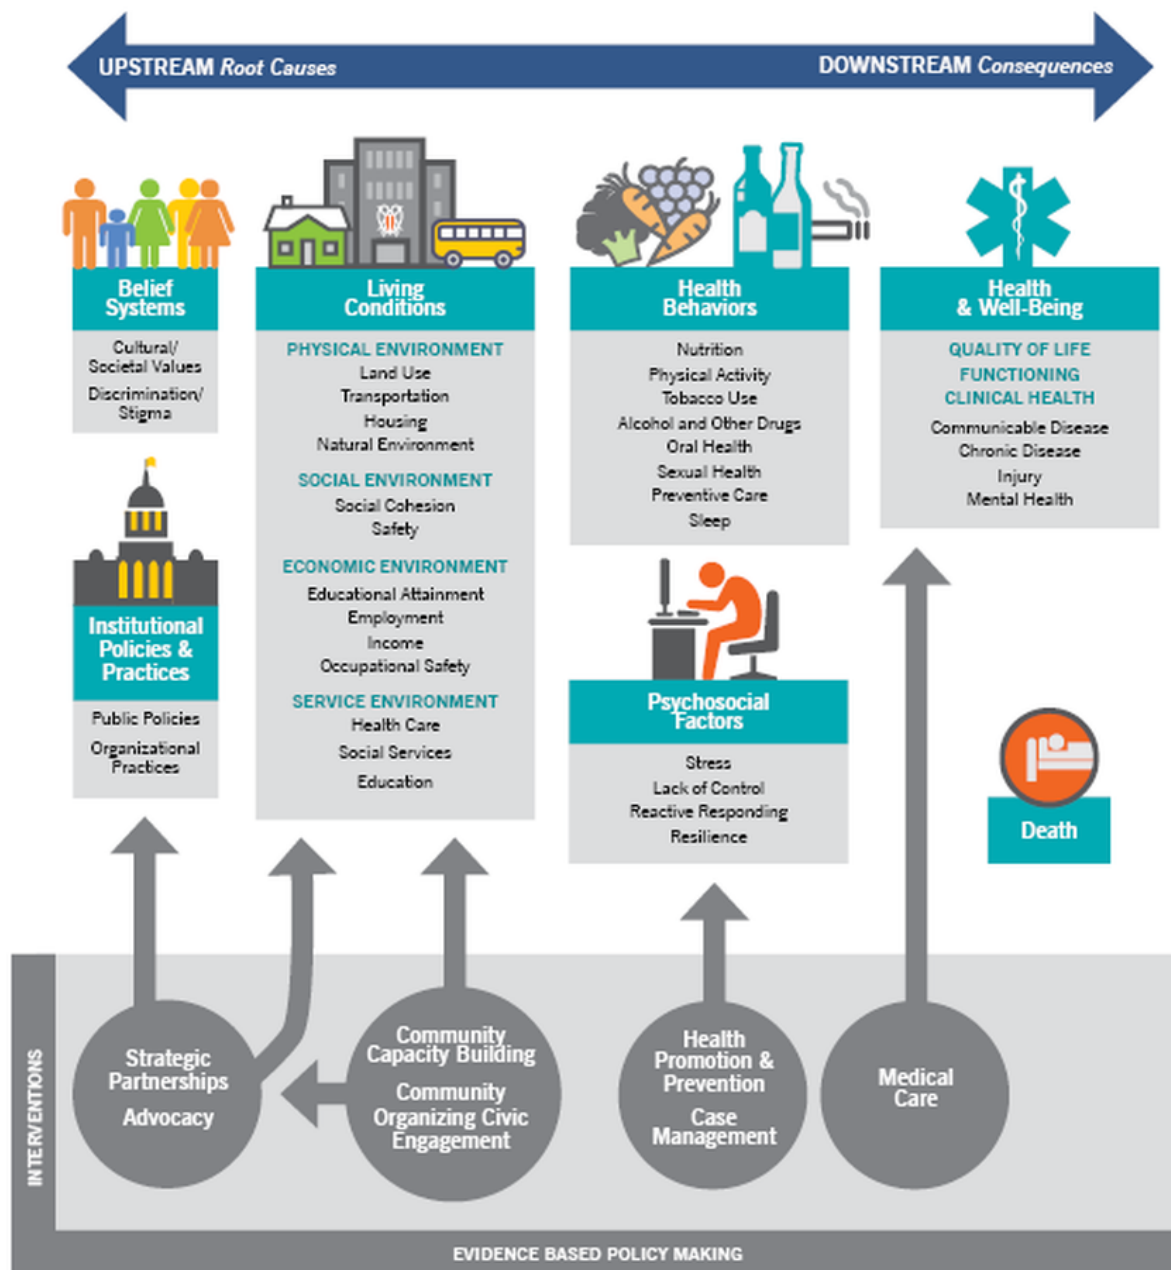 UPSTREAM Root Causes
DOWNSTREAM Consequences
Belief
Systems
Cultural/
Societal Values
Discrimination/
Stigma
Institutional
Policies &
Practices
Public Policies
Organizational
Practices
Living
Conditions
PHYSICAL ENVIRONMENT
Land Use
Transportation
Housing
Natural Environment
SOCIAL ENVIRONMENT
Social Cohesion
Safety
ECONOMIC ENVIRONMENT
Educational Attainment
Employment
Income
Occupational Safety
SERVICE ENVIRONMENT
Health Care
Social Services
Education
Health
Behaviors
Nutrition
Physical Activity
Tobacco Use
Alcohol and Other Drugs
Oral Health
Sexual Health
Preventive Care
Sleep
Psychosocial
Factors
Stress
Lack of Control
Reactive Responding
Resilience
Health
& Well-Being
QUALITY OF LIFE
FUNCTIONING
CLINICAL HEALTH
Communicable Disease
Chronic Disease
Injury
Mental Health
Death
INTERVENTIONS
Strategic
Partnerships
Advocacy
Community
Capacity Building
Community
Organizing Civic
Engagement
Health
Promotion &
Prevention
Case
Management
Medical
Care
EVIDENCE BASED POLICY MAKING